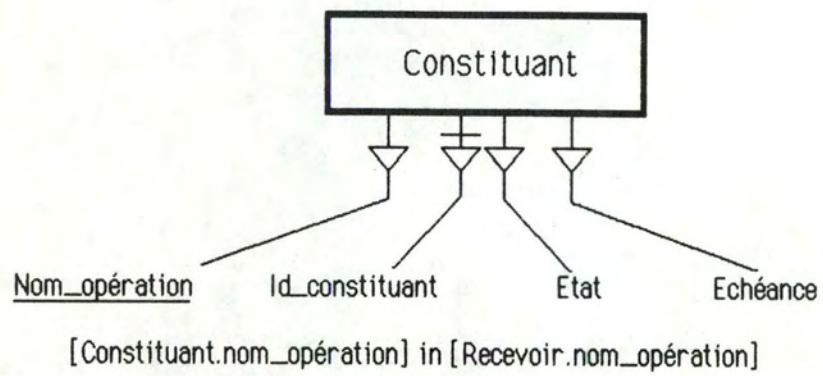 Constituant
Nom_opération Id_constituant Etat Echéance
[Constituant.nom_opération] in [Recevoir.nom_opération]